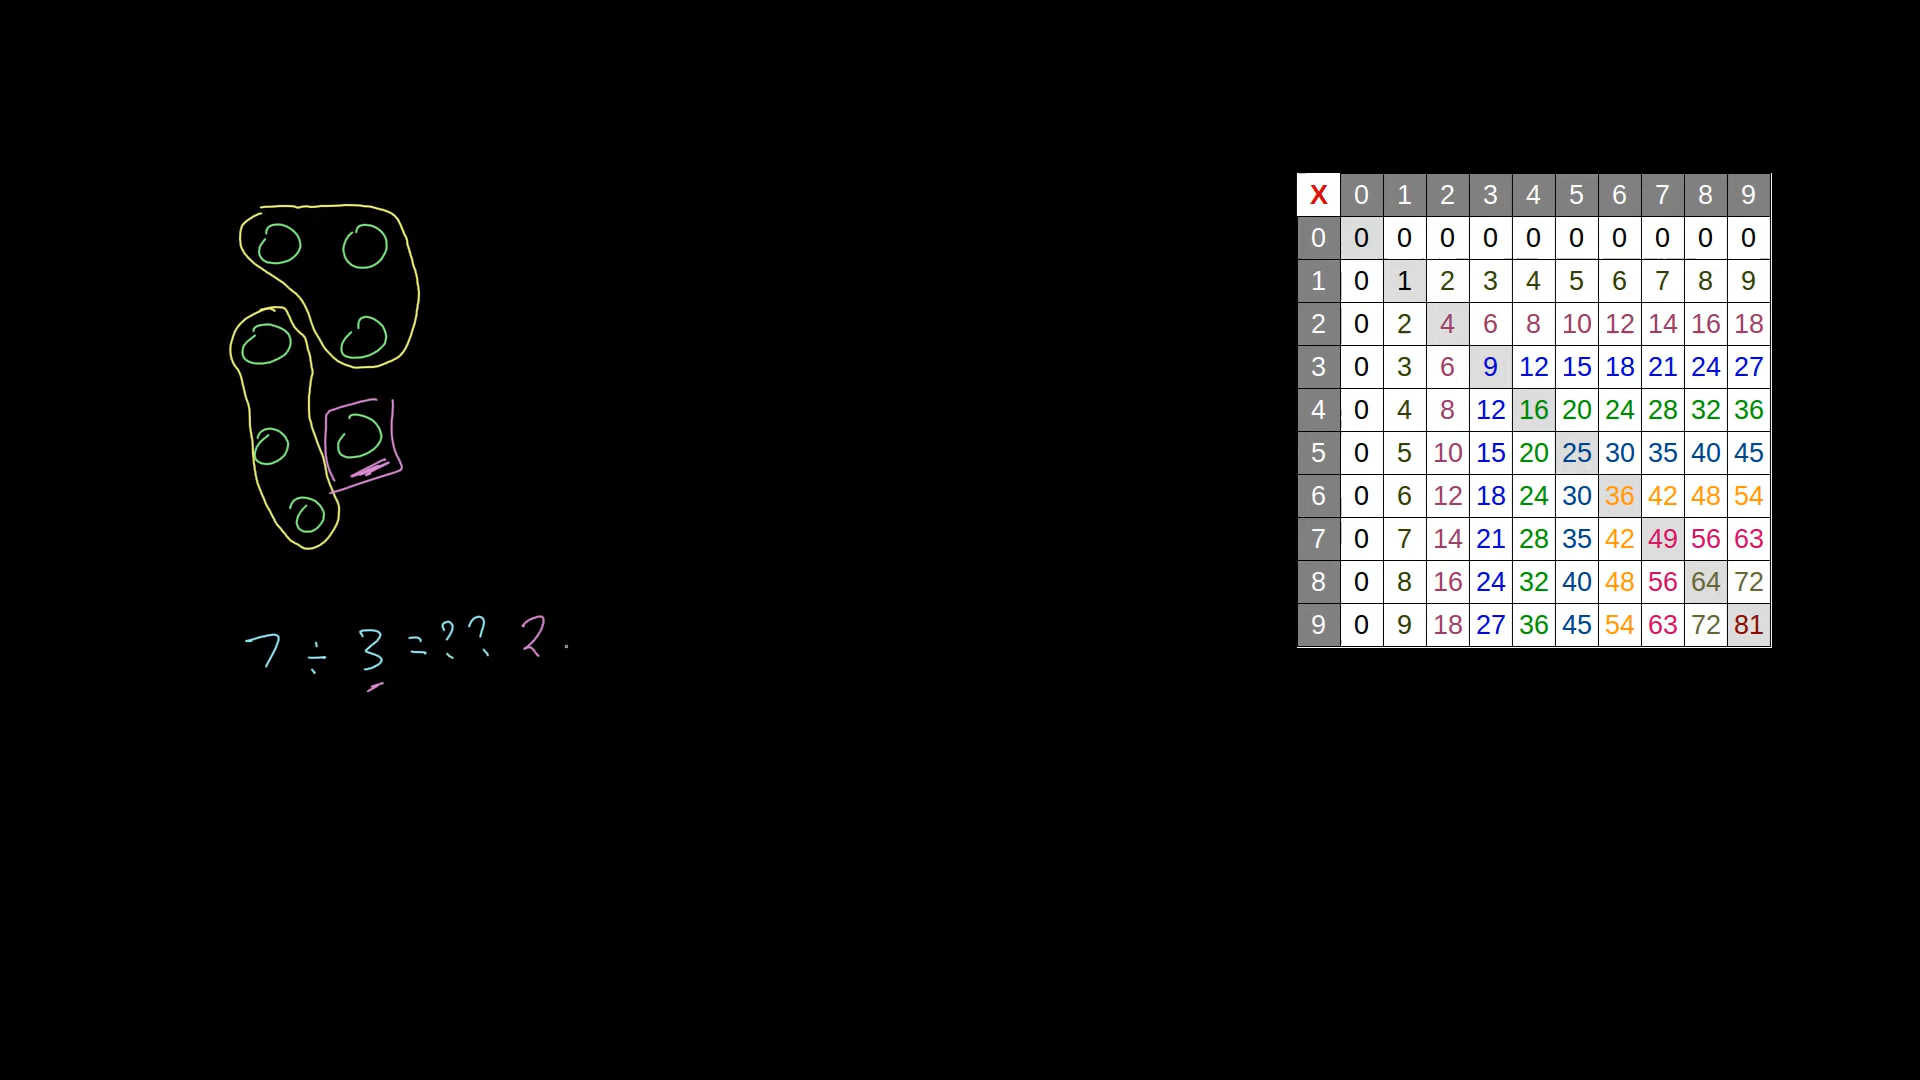 X 0 1 2 3 4 5 6 7 8 9
0 0 0 0 0 0 0 0 0 0 0
1 0 1 2 3 4 5 6 7 8 9
2 0 2 4 6 8 10 12 14 16 18
3 0 3 6 9 12 15 18 21 24 27
4 0 4 8 12 16 20 24 28 32 36
5 0 5 10 15 20 25 30 35 40 45
6 0 6 12 18 24 30 36 42 48 54
7 0 7 14 21 28 35 42 49 56 63
8 0 8 16 24 32 40 48 56 64 72
9 0 9 18 27 36 45 54 63 72 81
7 ÷ 3 = ?? 2